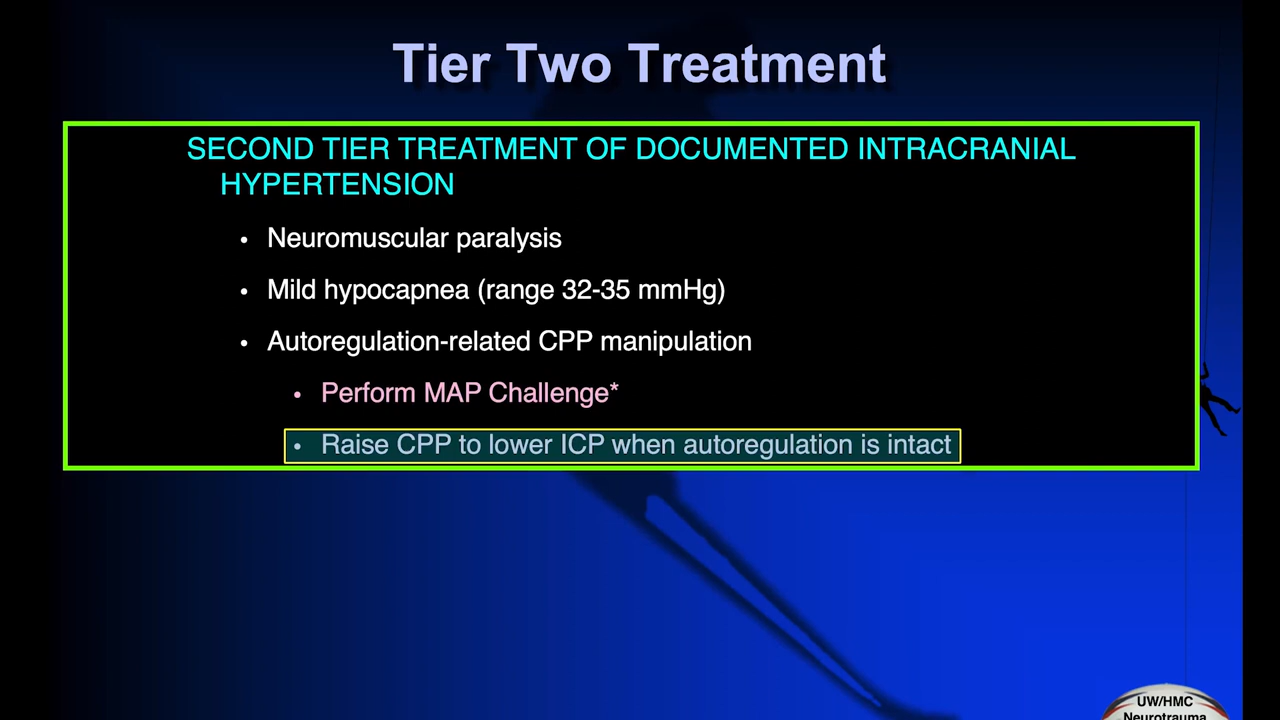 Tier Two Treatment
SECOND TIER TREATMENT OF DOCUMENTED INTRACRANIAL
HYPERTENSION
• Neuromuscular paralysis
• Mild hypocapnea (range 32-35 mmHg)
• Autoregulation-related CPP manipulation
• Perform MAP Challenge*
• Raise CPP to lower ICP when autoregulation is intact
UW/HMC
Neurotrauma